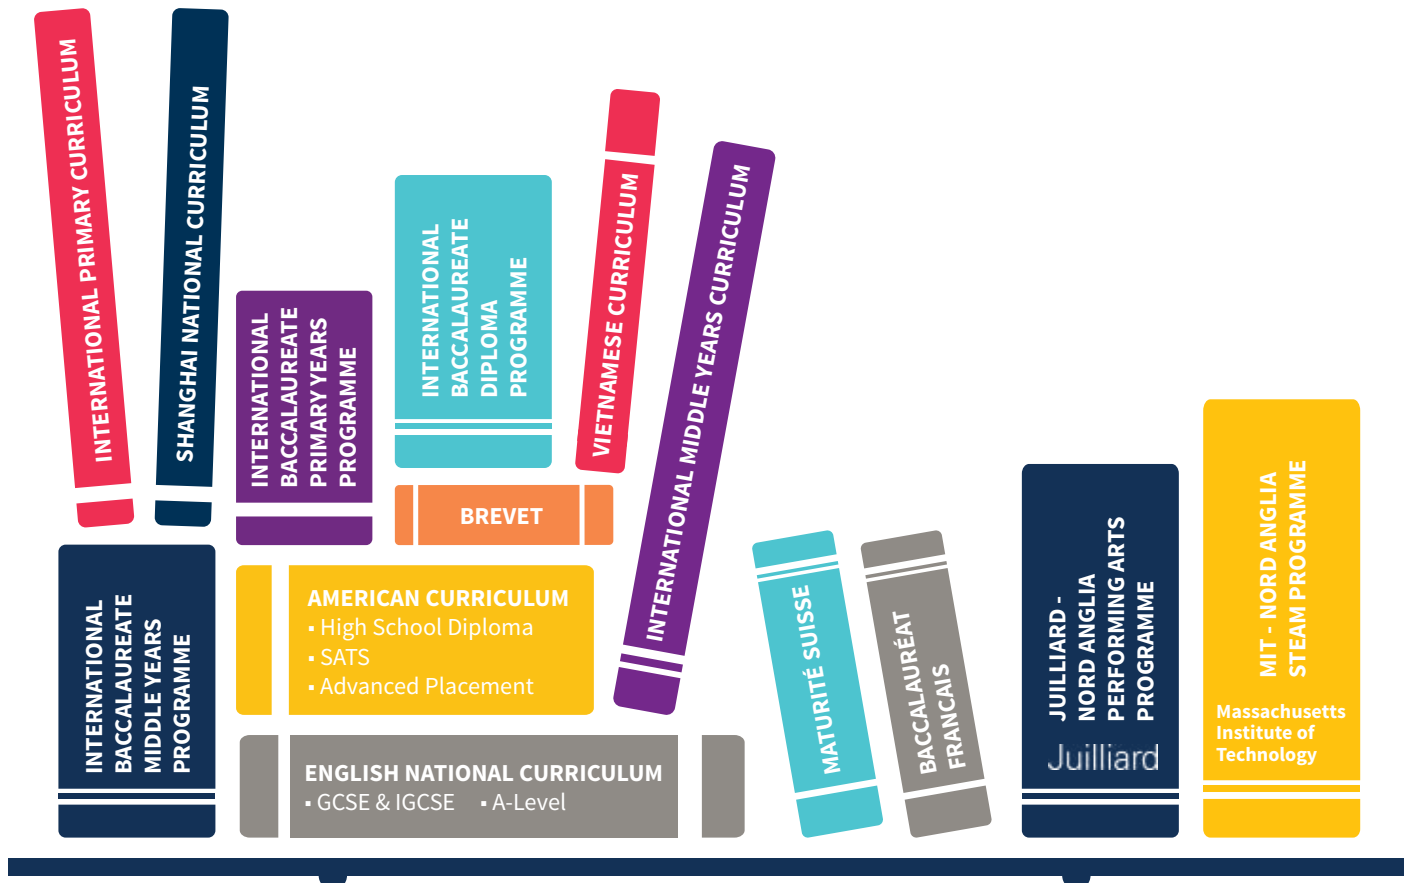 INTERNATIONAL PRIMARY CURRICULUM
SHANGHAI NATIONAL CURRICULUM
INTERNATIONAL
BACCALAUREATE
PRIMARY YEARS
PROGRAMME
INTERNATIONAL
BACCALAUREATE
DIPLOMA
PROGRAMME
VIETNAMESE CURRICULUM
INTERNATIONAL MIDDLE YEARS CURRICULUM
BREVET
INTERNATIONAL
BACCALAUREATE
MIDDLE YEARS
PROGRAMME
AMERICAN CURRICULUM
▪ High School Diploma
▪ SATS
▪ Advanced Placement
ENGLISH NATIONAL CURRICULUM
▪ GCSE & IGCSE ▪ A-Level
MATURITÉ SUISSE
BACCALAURÉAT
FRANCAIS
JUILLIARD -
NORD ANGLIA
PERFORMING ARTS
PROGRAMME
Juilliard
MIT - NORD ANGLIA
STEAM PROGRAMME
Massachusetts
Institute of
Technology